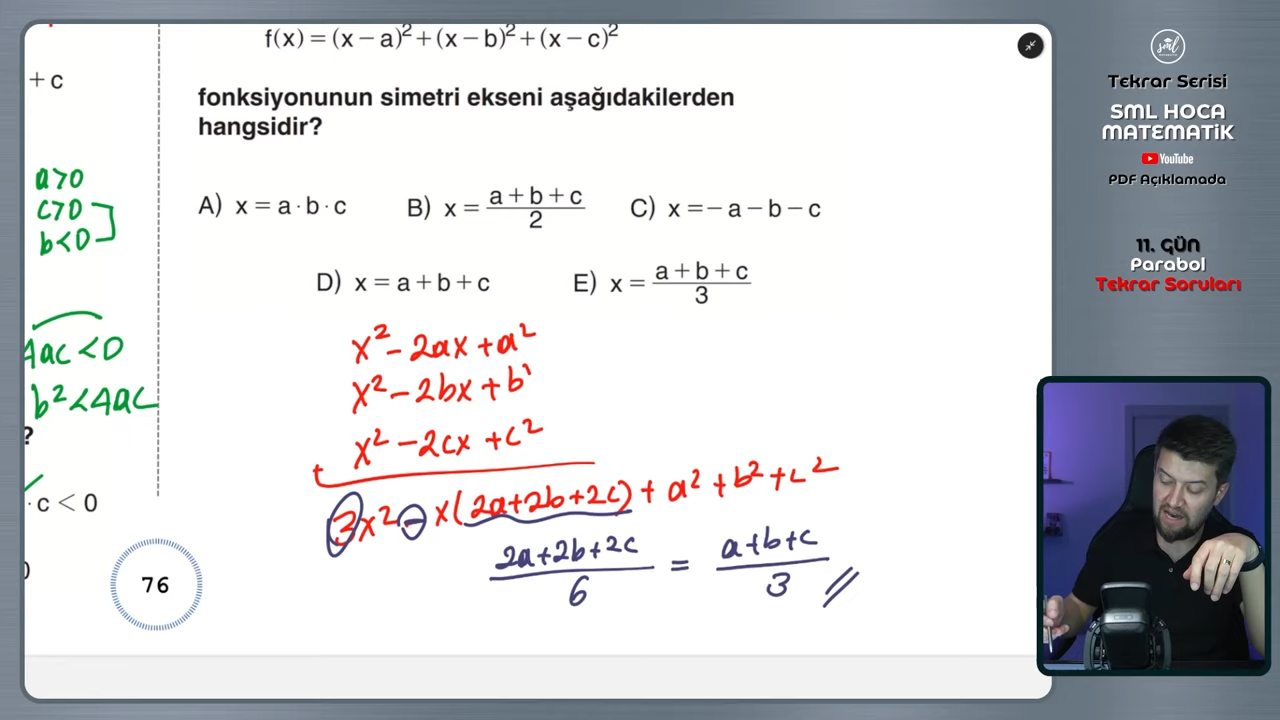 f(x) = (x – a)² + (x – b)² + (x – c)²
fonksiyonunun simetri ekseni aşağıdakilerden
hangsidir?
A) x = a · b · c
B) x = (a + b + c)/2
C) x = – a – b – c
D) x = a + b + c
E) x = (a + b + c)/3
x² – 2ax + a²
x² – 2bx + b²
x² – 2cx + c²
3x² – x(2a+2b+2c) + a² + b² + c²
(2a+2b+2c)/6 = (a+b+c)/3
+ c
a>0
c>0
b<0
4ac <0
b² <4ac
?
· c < 0
76
sml
Tekrar Serisi
SML HOCA
MATEMATİK
YouTube
PDF Açıklamada
11. GÜN
Parabol
Tekrar Soruları